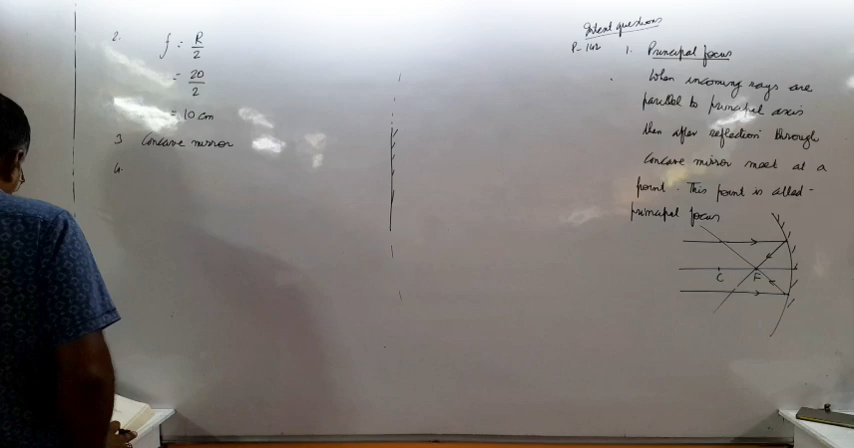 2. f = R/2
= 20/2
= 10 cm
3 Concave mirror
4.
Intext questions
P-142 1. Principal focus
When incoming rays are
parallel to principal axis
then after reflection through
concave mirror meet at a
point. This point is called -
principal focus
C F